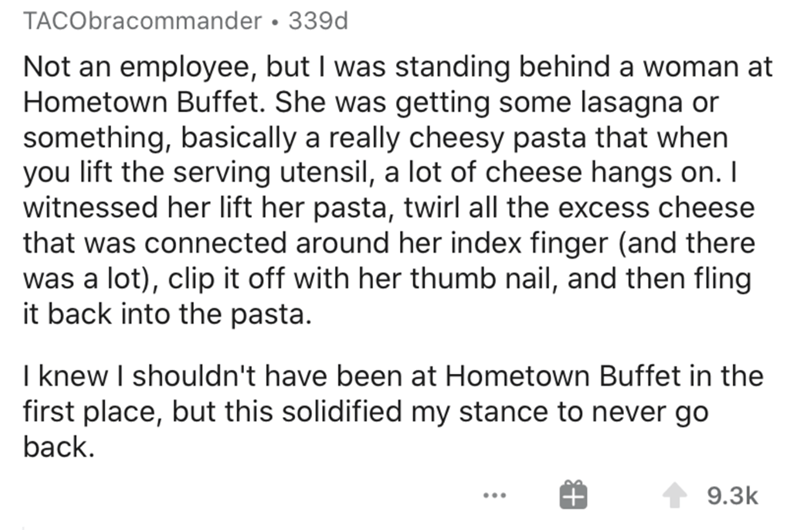 TACObracommander • 339d
Not an employee, but I was standing behind a woman at
Hometown Buffet. She was getting some lasagna or
something, basically a really cheesy pasta that when
you lift the serving utensil, a lot of cheese hangs on. I
witnessed her lift her pasta, twirl all the excess cheese
that was connected around her index finger (and there
was a lot), clip it off with her thumb nail, and then fling
it back into the pasta.
I knew I shouldn't have been at Hometown Buffet in the
first place, but this solidified my stance to never go
back.
... 9.3k